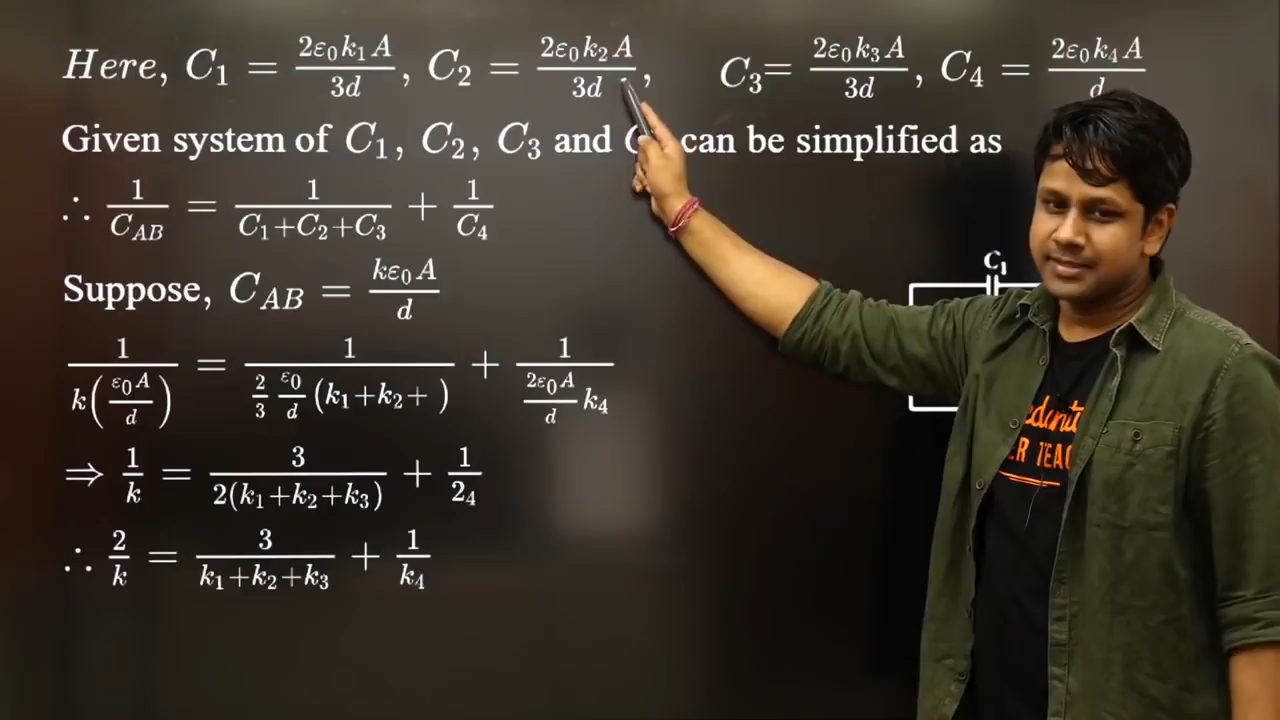 Here, C₁ = 2ε₀k₁A/3d, C₂ = 2ε₀k₂A/3d, C₃= 2ε₀k₃A/3d, C₄ = 2ε₀k₄A/d
Given system of C₁, C₂, C₃ and C can be simplified as
∴ 1/C_AB = 1/(C₁+C₂+C₃) + 1/C₄
Suppose, C_AB = kε₀A/d
1/(k(ε₀A/d)) = 1/((2/3)(ε₀/d)(k₁+k₂+ )) + 1/((2ε₀A/d)k₄)
⇒ 1/k = 3/(2(k₁+k₂+k₃)) + 1/2₄
∴ 2/k = 3/(k₁+k₂+k₃) + 1/k₄
C₁